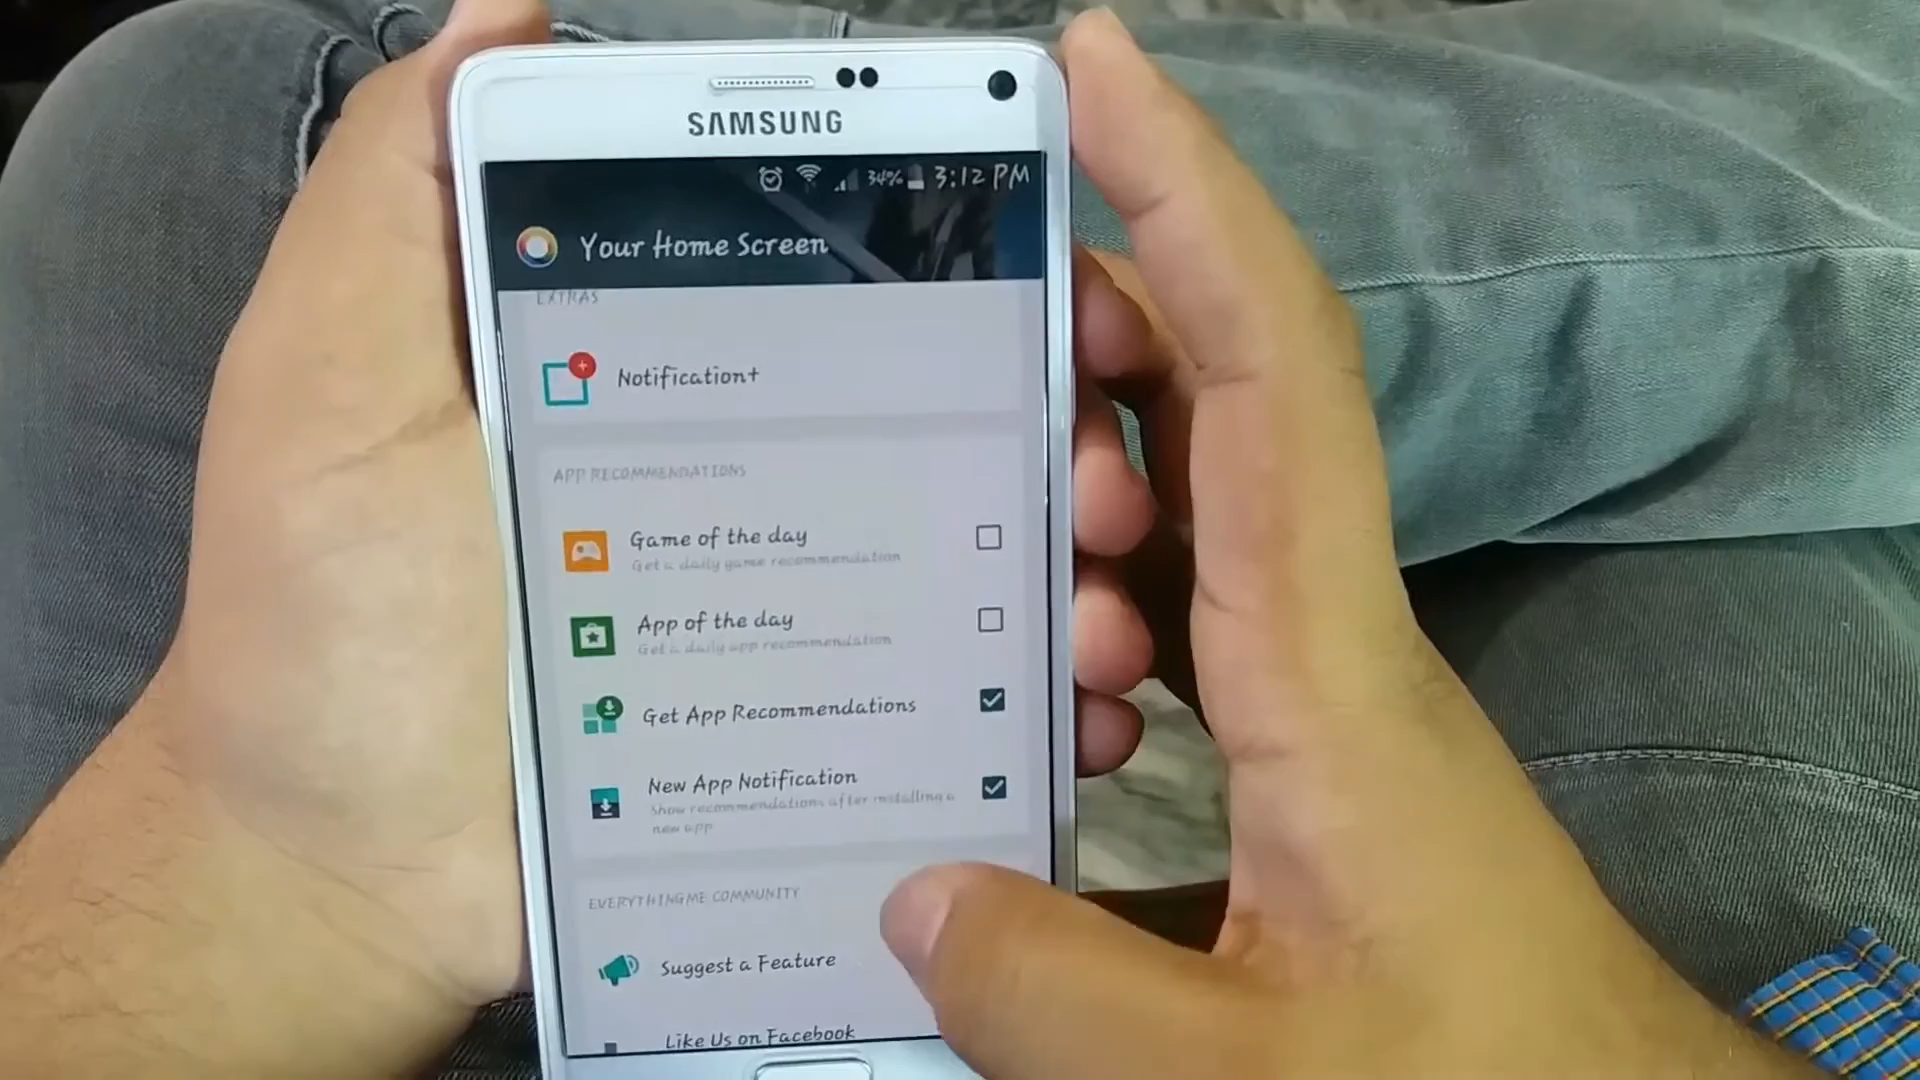 SAMSUNG
34% 3:12 PM
Your Home Screen
EXTRAS
Notification+
APP RECOMMENDATIONS
Game of the day
Get a daily game recommendation
App of the day
Get a daily app recommendation
Get App Recommendations
New App Notification
Show recommendations after installing a
new app
EVERYTHINGME COMMUNITY
Suggest a Feature
Like Us on Facebook